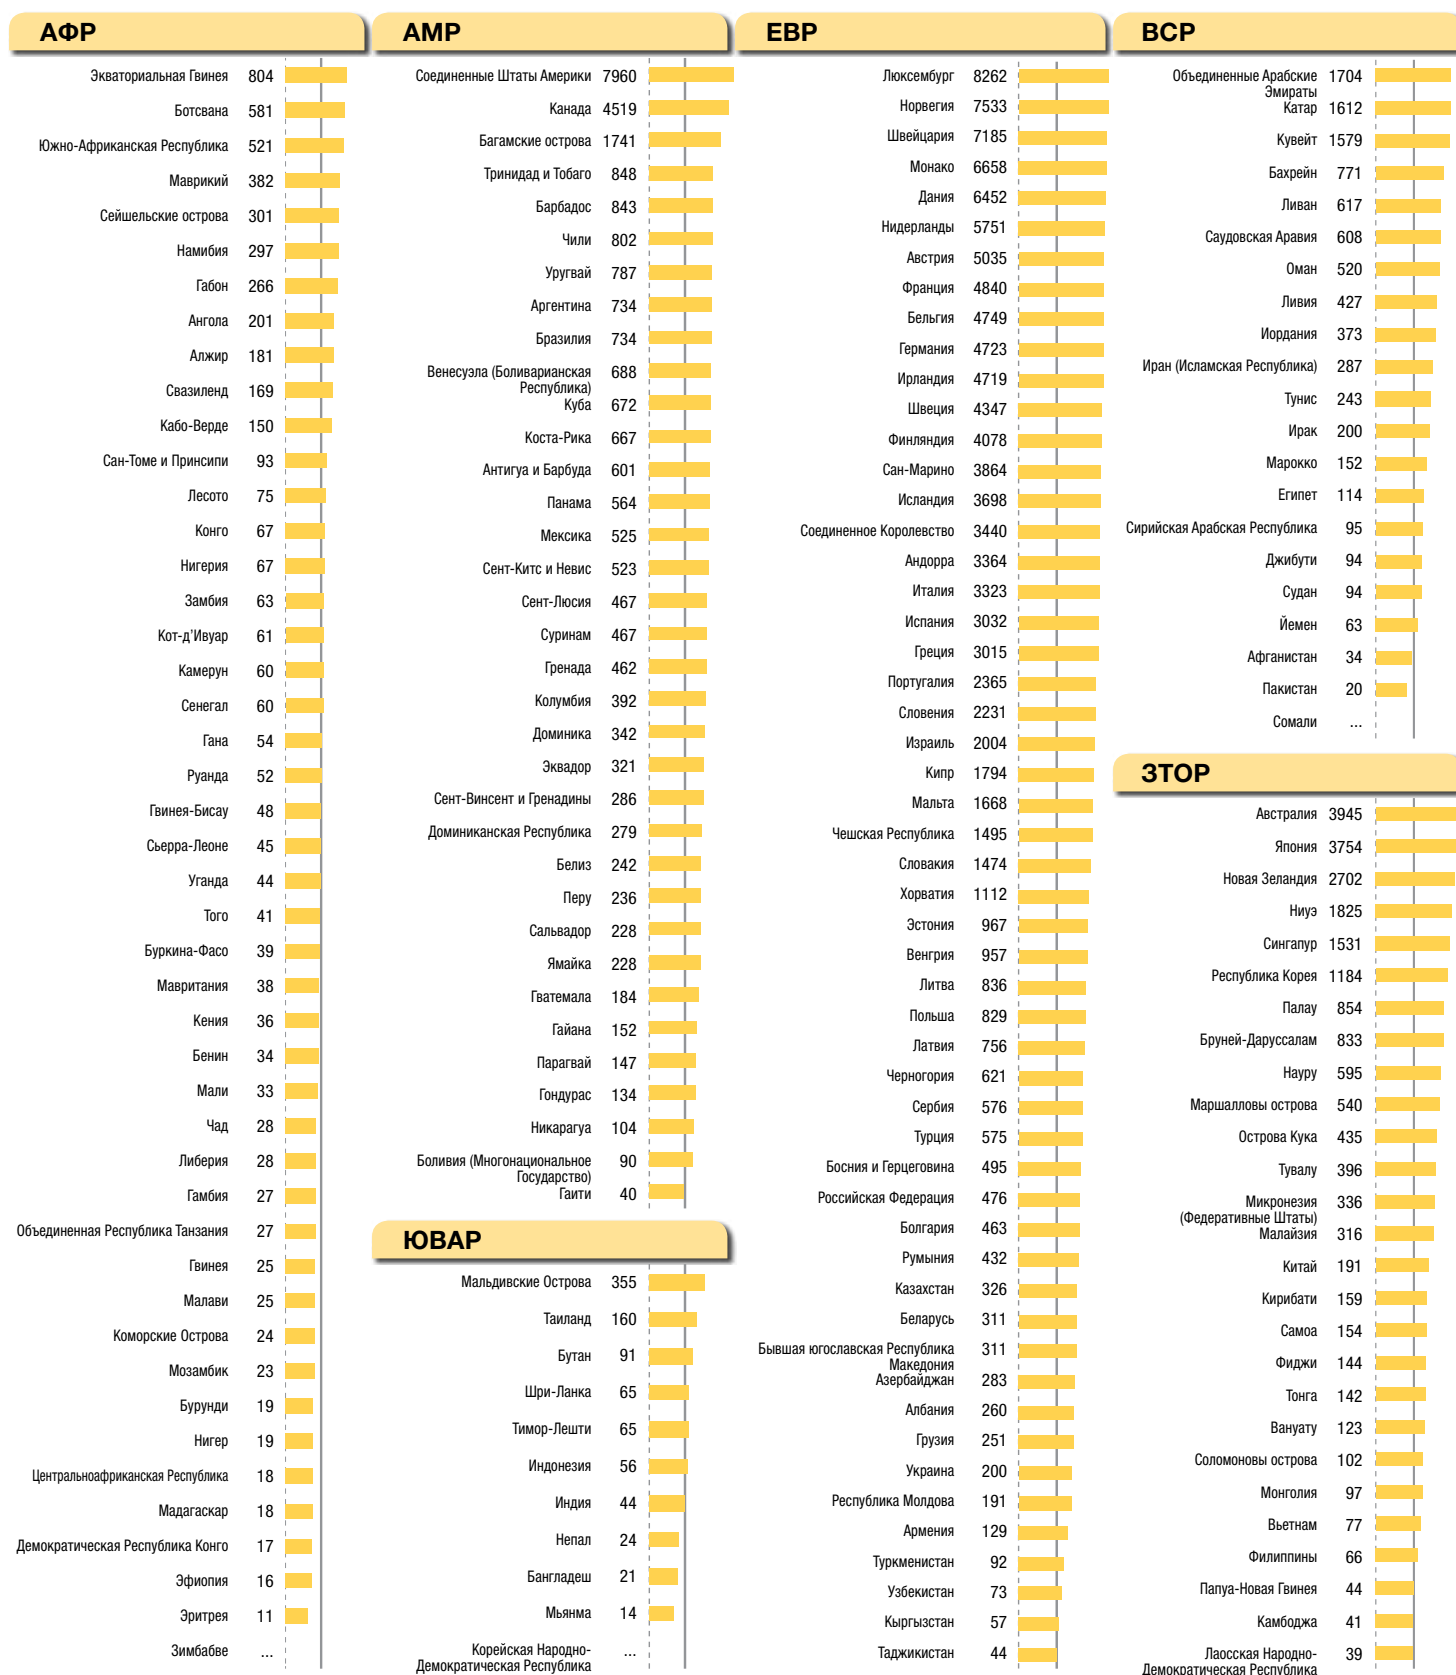 АФР
Экваториальная Гвинея 804
Ботсвана 581
Южно-Африканская Республика 521
Маврикий 382
Сейшельские острова 301
Намибия 297
Габон 266
Ангола 201
Алжир 181
Свазиленд 169
Кабо-Верде 150
Сан-Томе и Принсипи 93
Лесото 75
Конго 67
Нигерия 67
Замбия 63
Кот-д'Ивуар 61
Камерун 60
Сенегал 60
Гана 54
Руанда 52
Гвинея-Бисау 48
Сьерра-Леоне 45
Уганда 44
Того 41
Буркина-Фасо 39
Мавритания 38
Кения 36
Бенин 34
Мали 33
Чад 28
Либерия 28
Гамбия 27
Объединенная Республика Танзания 27
Гвинея 25
Малави 25
Коморские Острова 24
Мозамбик 23
Бурунди 19
Нигер 19
Центральноафриканская Республика 18
Мадагаскар 18
Демократическая Республика Конго 17
Эфиопия 16
Эритрея 11
Зимбабве ...
АМР
Соединенные Штаты Америки 7960
Канада 4519
Багамские острова 1741
Тринидад и Тобаго 848
Барбадос 843
Чили 802
Уругвай 787
Аргентина 734
Бразилия 734
Венесуэла (Боливарианская 688
Республика)
Куба 672
Коста-Рика 667
Антигуа и Барбуда 601
Панама 564
Мексика 525
Сент-Китс и Невис 523
Сент-Люсия 467
Суринам 467
Гренада 462
Колумбия 392
Доминика 342
Эквадор 321
Сент-Винсент и Гренадины 286
Доминиканская Республика 279
Белиз 242
Перу 236
Сальвадор 228
Ямайка 228
Гватемала 184
Гайана 152
Парагвай 147
Гондурас 134
Никарагуа 104
Боливия (Многонациональное 90
Государство)
Гаити 40
ЮВАР
Мальдивские Острова 355
Таиланд 160
Бутан 91
Шри-Ланка 65
Тимор-Лешти 65
Индонезия 56
Индия 44
Непал 24
Бангладеш 21
Мьянма 14
Корейская Народно- ...
Демократическая Республика
ЕВР
Люксембург 8262
Норвегия 7533
Швейцария 7185
Монако 6658
Дания 6452
Нидерланды 5751
Австрия 5035
Франция 4840
Бельгия 4749
Германия 4723
Ирландия 4719
Швеция 4347
Финляндия 4078
Сан-Марино 3864
Исландия 3698
Соединенное Королевство 3440
Андорра 3364
Италия 3323
Испания 3032
Греция 3015
Португалия 2365
Словения 2231
Израиль 2004
Кипр 1794
Мальта 1668
Чешская Республика 1495
Словакия 1474
Хорватия 1112
Эстония 967
Венгрия 957
Литва 836
Польша 829
Латвия 756
Черногория 621
Сербия 576
Турция 575
Босния и Герцеговина 495
Российская Федерация 476
Болгария 463
Румыния 432
Казахстан 326
Беларусь 311
Бывшая югославская Республика 311
Македония
Азербайджан 283
Албания 260
Грузия 251
Украина 200
Республика Молдова 191
Армения 129
Туркменистан 92
Узбекистан 73
Кыргызстан 57
Таджикистан 44
ВСР
Объединенные Арабские 1704
Эмираты
Катар 1612
Кувейт 1579
Бахрейн 771
Ливан 617
Саудовская Аравия 608
Оман 520
Ливия 427
Иордания 373
Иран (Исламская Республика) 287
Тунис 243
Ирак 200
Марокко 152
Египет 114
Сирийская Арабская Республика 95
Джибути 94
Судан 94
Йемен 63
Афганистан 34
Пакистан 20
Сомали ...
ЗТОР
Австралия 3945
Япония 3754
Новая Зеландия 2702
Ниуэ 1825
Сингапур 1531
Республика Корея 1184
Палау 854
Бруней-Даруссалам 833
Науру 595
Маршалловы острова 540
Острова Кука 435
Тувалу 396
Микронезия 336
(Федеративные Штаты)
Малайзия 316
Китай 191
Кирибати 159
Самоа 154
Фиджи 144
Тонга 142
Вануату 123
Соломоновы острова 102
Монголия 97
Вьетнам 77
Филиппины 66
Папуа-Новая Гвинея 44
Камбоджа 41
Лаосская Народно- 39
Демократическая Республика